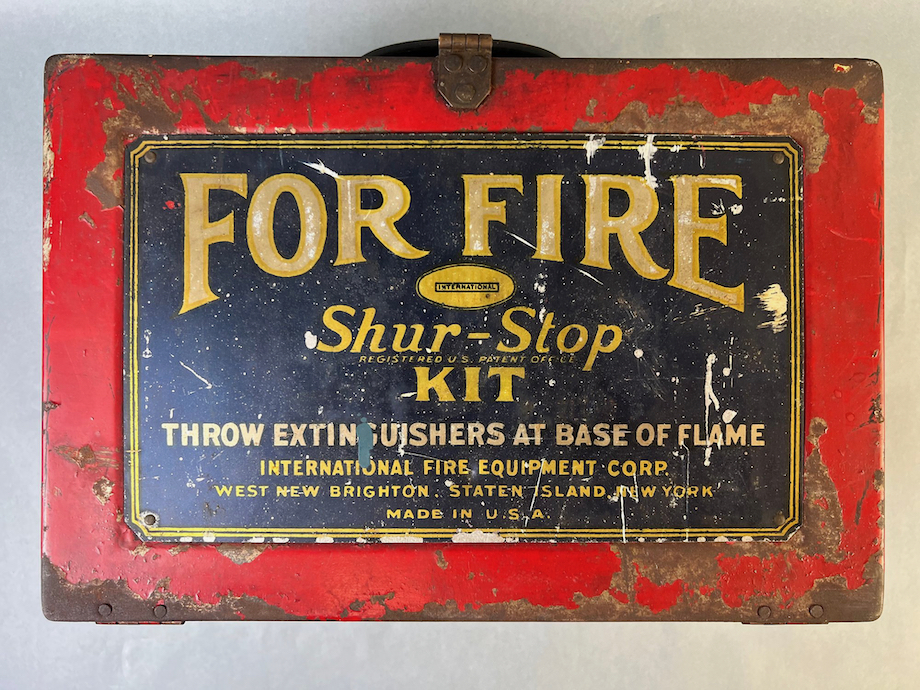 FOR FIRE
INTERNATIONAL
Shur-Stop
REGISTERED U.S. PATENT OFFICE
KIT
THROW EXTINGUISHERS AT BASE OF FLAME
INTERNATIONAL FIRE EQUIPMENT CORP.
WEST NEW BRIGHTON, STATEN ISLAND, NEW YORK
MADE IN U.S.A.